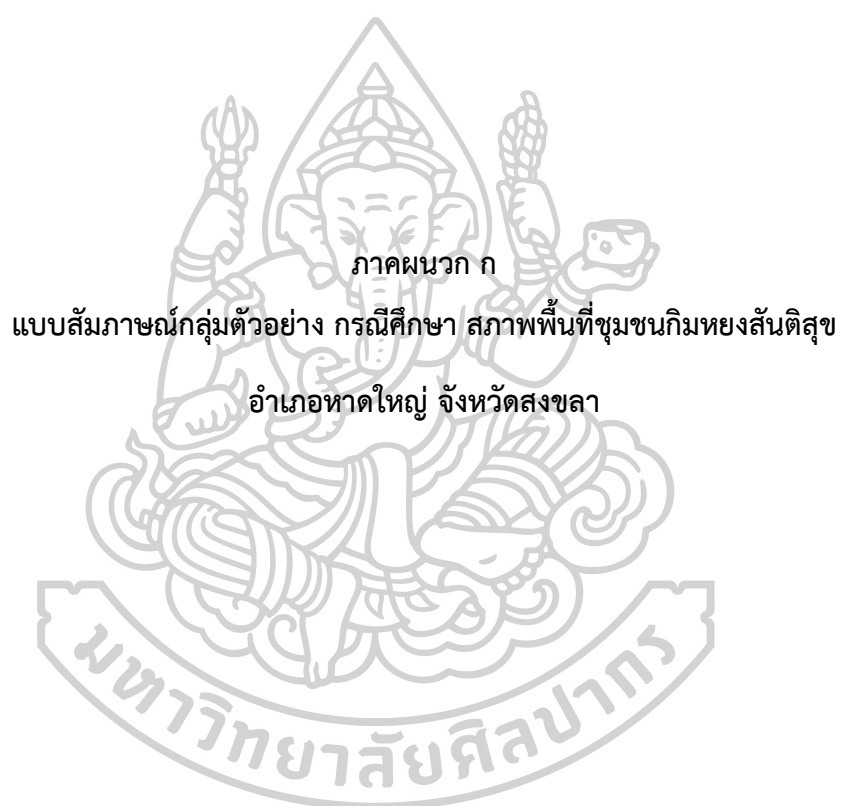 ภาคผนวก ก
แบบสัมภาษณ์กลุ่มตัวอย่าง กรณีศึกษา สภาพพื้นที่ชุมชนกิมหยงสันติสุข
อำเภอหาดใหญ่ จังหวัดสงขลา
มหาวิทยาลัยศิลปากร